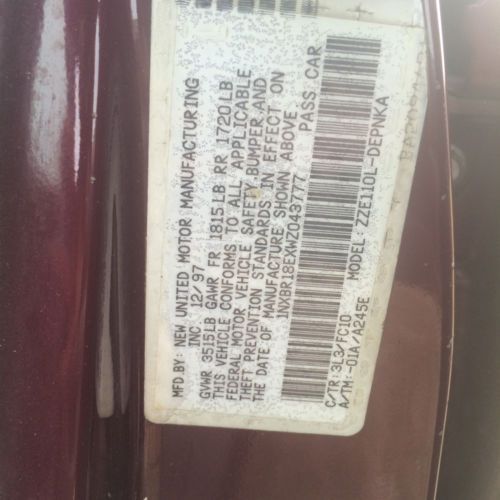 MFD.BY: NEW UNITED MOTOR MANUFACTURING
INC. 12/97
GVWR 3515LB GAWR FR 1815LB RR 1720LB
THIS VEHICLE CONFORMS TO ALL APPLICABLE
FEDERAL MOTOR VEHICLE SAFETY,BUMPER,AND
THEFT PREVENTION STANDARDS IN EFFECT ON
THE DATE OF MANUFACTURE SHOWN ABOVE
1NXBR18EXWZ043777 PASS.CAR
C/TR:3L3/FC10 MODEL:ZZE110L-DEPNKA
A/TM:-01A/A245E